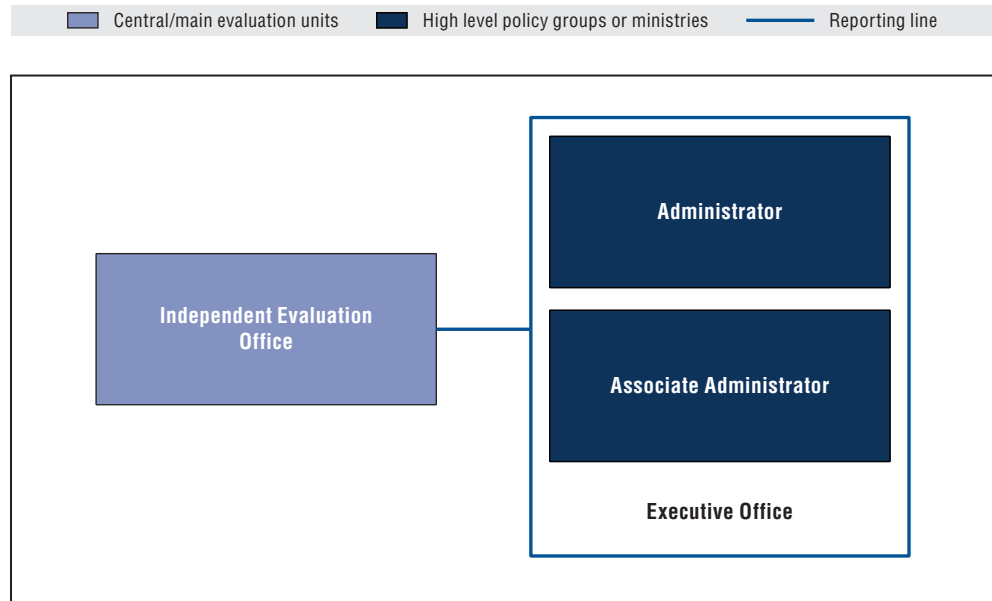 Central/main evaluation units
High level policy groups or ministries
Reporting line
Administrator
Independent Evaluation
Office
Associate Administrator
Executive Office